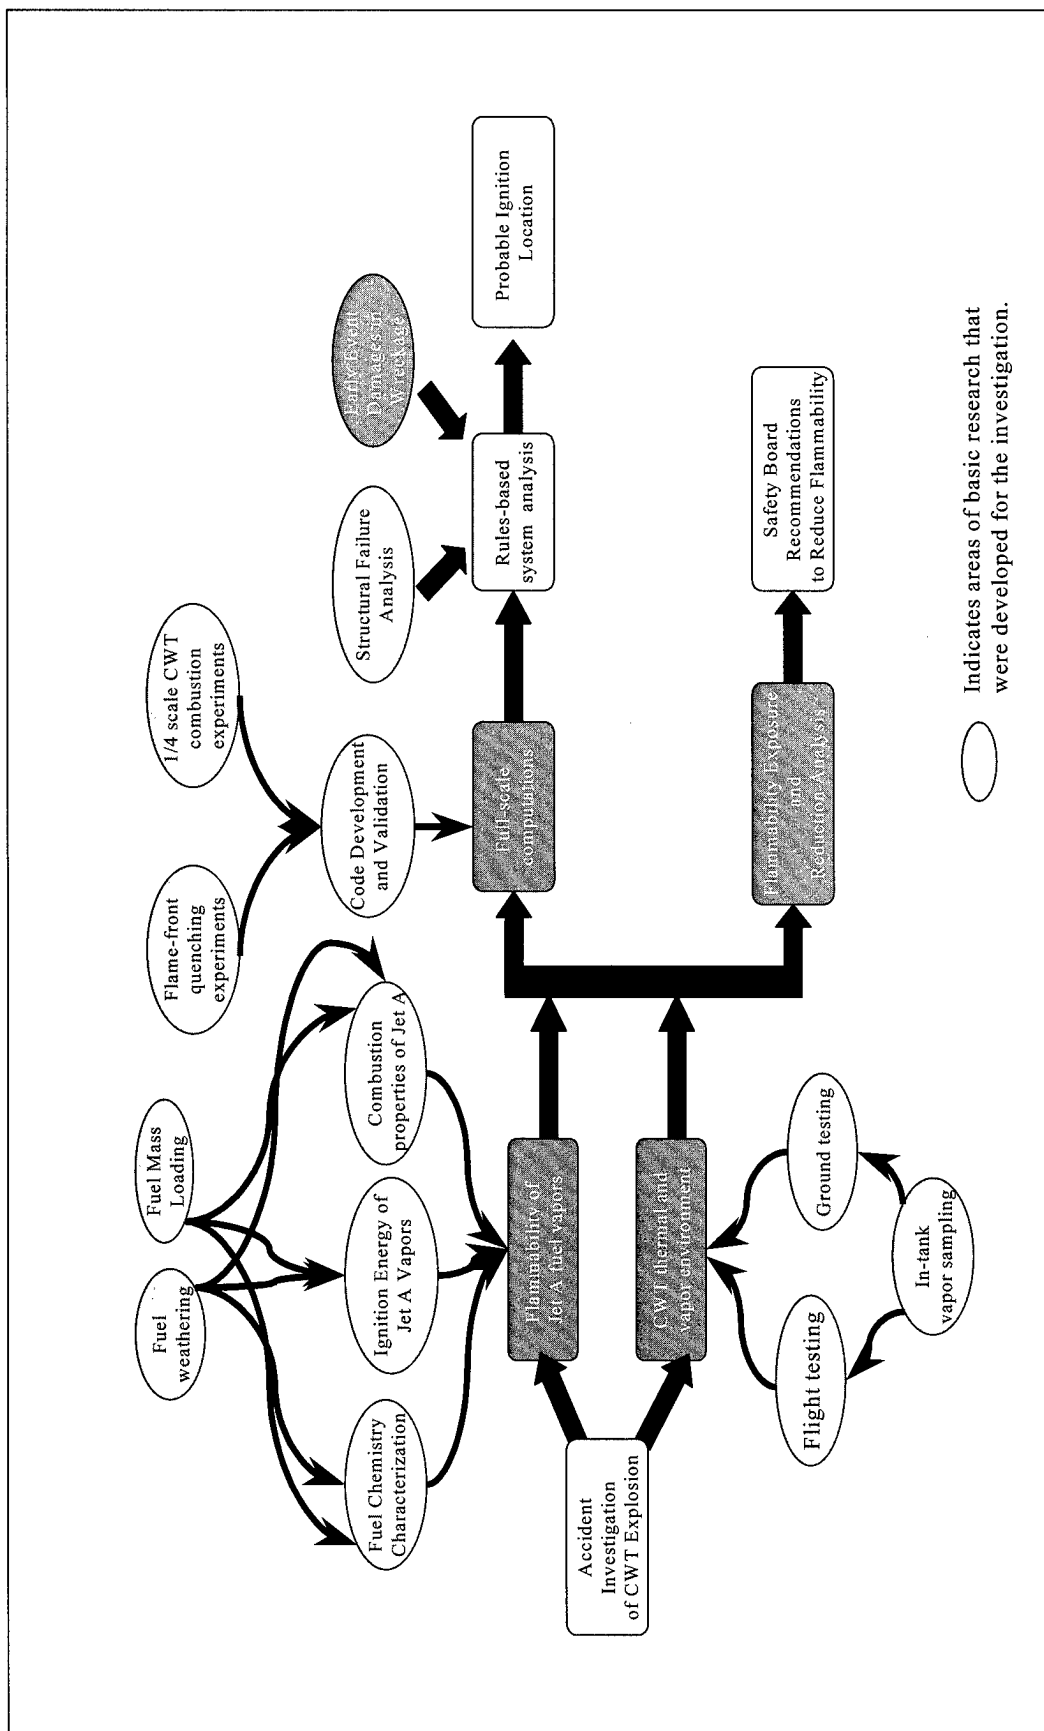 Fuel
weathering
Fuel Mass
Loading
Flame-front
quenching
experiments
1/4 scale CWT
combustion
experiments
Fuel Chemistry
Characterization
Ignition Energy of
Jet A Vapors
Combustion
properties of Jet A
Code Development
and Validation
Structural Failure
Analysis
Early Event
Damages in
Wreckage
Accident
Investigation
of CWT Explosion
Flammability of
Jet A fuel vapors
Full-scale
computations
Rules-based
system analysis
Probable Ignition
Location
CWT thermal and
vapor environment
Flammability Exposure
and
Reduction Analysis
Safety Board
Recommendations
to Reduce Flammability
Flight testing
Ground testing
In-tank
vapor sampling
Indicates areas of basic research that
were developed for the investigation.